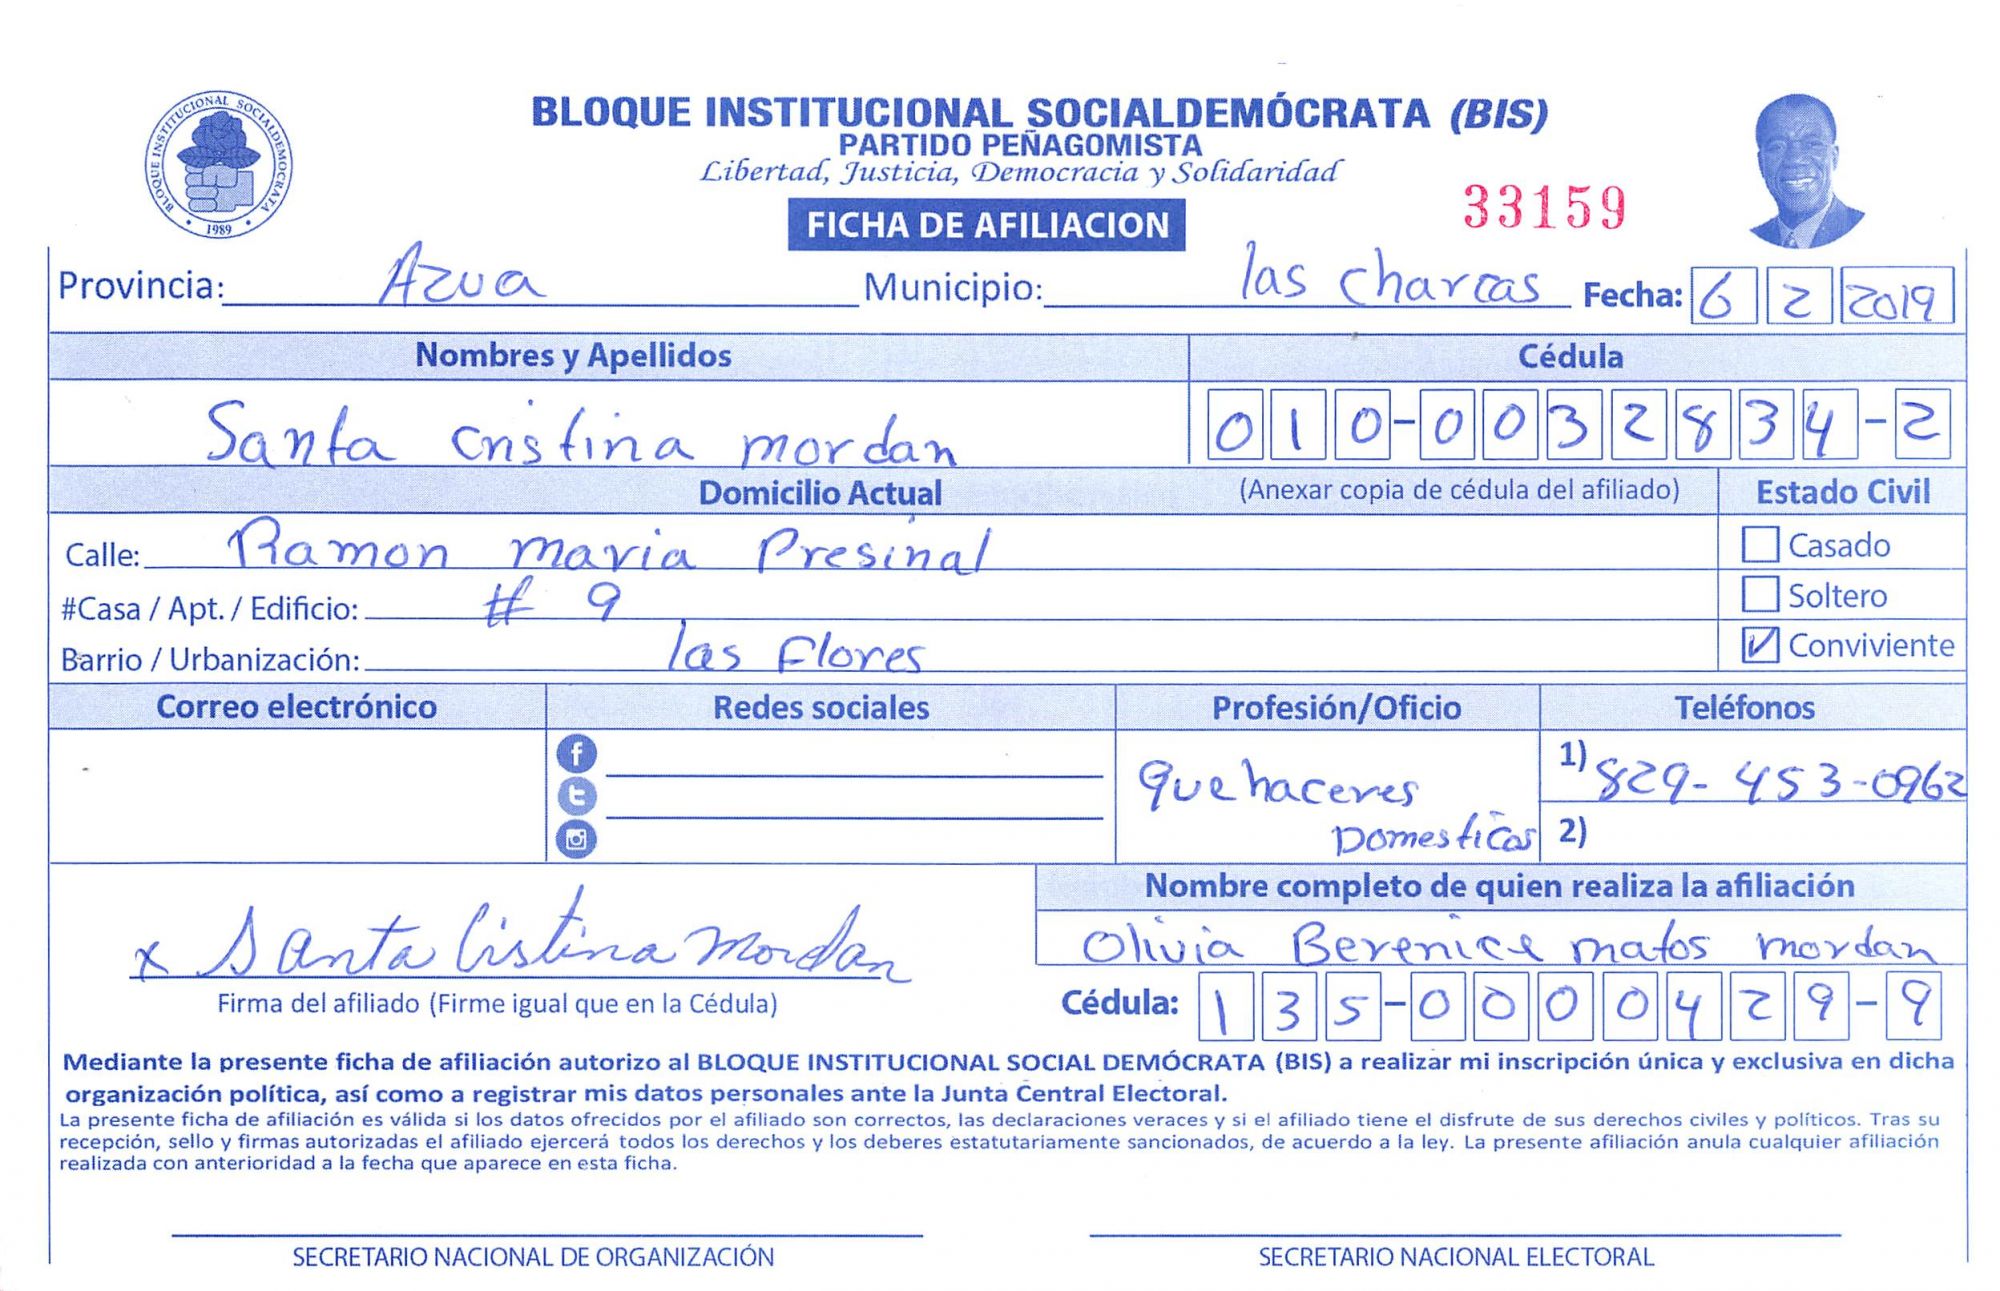 BLOQUE INSTITUCIONAL SOCIALDEMOCRATA
1989
BLOQUE INSTITUCIONAL SOCIALDEMÓCRATA (BIS)
PARTIDO PEÑAGOMISTA
Libertad, Justicia, Democracia y Solidaridad
33159
FICHA DE AFILIACION
Provincia: Azua Municipio: las charcas Fecha: 6 2 2019
Nombres y Apellidos Cédula
Santa cristina mordan 010-0032834-2
Domicilio Actual (Anexar copia de cédula del afiliado) Estado Civil
Calle: Ramon maria Presinal Casado
#Casa / Apt. / Edificio: # 9 Soltero
Barrio / Urbanización: las Flores Conviviente
Correo electrónico Redes sociales Profesión/Oficio Teléfonos
quehaceres 1) 829-453-0962
Domesticos 2)
Nombre completo de quien realiza la afiliación
x Santa Cistina Mordan Olivia Berenice matos mordan
Firma del afiliado (Firme igual que en la Cédula) Cédula: 135-0000429-9
Mediante la presente ficha de afiliación autorizo al BLOQUE INSTITUCIONAL SOCIAL DEMÓCRATA (BIS) a realizar mi inscripción única y exclusiva en dicha
organización política, así como a registrar mis datos personales ante la Junta Central Electoral.
La presente ficha de afiliación es válida si los datos ofrecidos por el afiliado son correctos, las declaraciones veraces y si el afiliado tiene el disfrute de sus derechos civiles y políticos. Tras su
recepción, sello y firmas autorizadas el afiliado ejercerá todos los derechos y los deberes estatutariamente sancionados, de acuerdo a la ley. La presente afiliación anula cualquier afiliación
realizada con anterioridad a la fecha que aparece en esta ficha.
SECRETARIO NACIONAL DE ORGANIZACIÓN SECRETARIO NACIONAL ELECTORAL